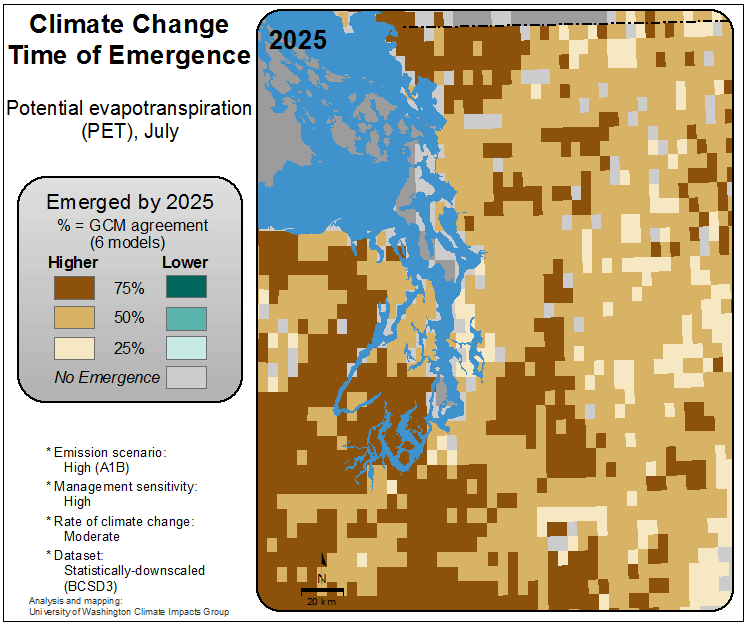 Climate Change
Time of Emergence
Potential evapotranspiration
(PET), July
Emerged by 2025
% = GCM agreement
(6 models)
Higher Lower
75%
50%
25%
No Emergence
* Emission scenario:
High (A1B)
* Management sensitivity:
High
* Rate of climate change:
Moderate
* Dataset:
Statistically-downscaled
(BCSD3)
Analysis and mapping:
University of Washington Climate Impacts Group
2025
N
20 km